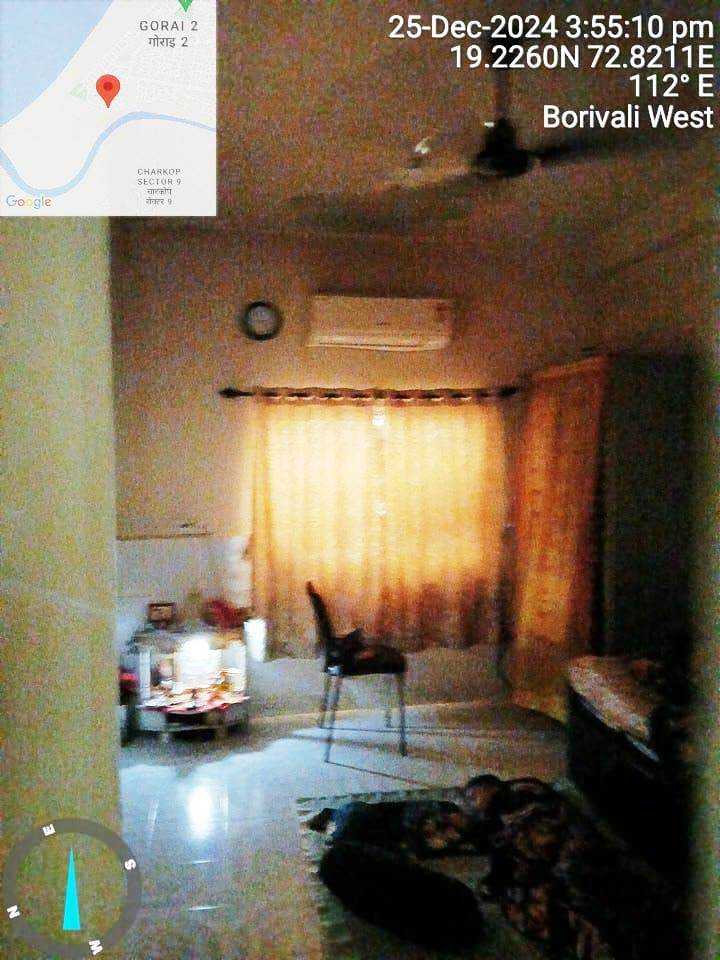 GORAI 2
गोराइ 2
CHARKOP
SECTOR 9
चारकोप
सेक्टर 9
Google
25-Dec-2024 3:55:10 pm
19.2260N 72.8211E
112° E
Borivali West
E
S
N
W